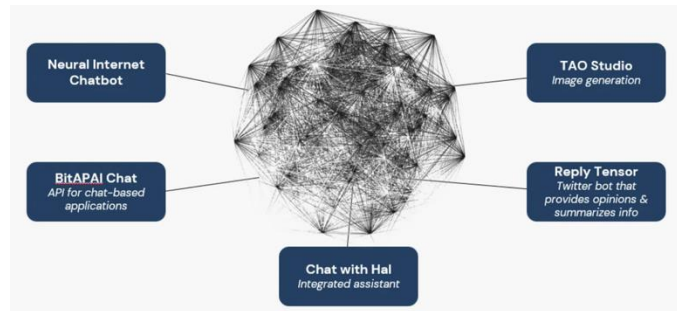 Neural Internet
Chatbot
TAO Studio
Image generation
BitAPAI Chat
API for chat-based
applications
Reply Tensor
Twitter bot that
provides opinions &
summarizes info
Chat with Hal
Integrated assistant